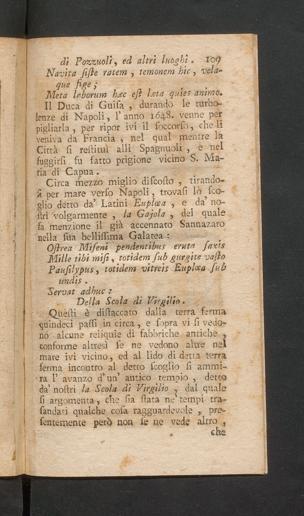 di Pozzuoli, ed altri luoghi. 109
Navita siste ratem, temonem hic, vela-
que fige;
Meta laborum hæc est læta quies animo.
Il Duca di Guisa, durando le turbo-
lenze di Napoli, l'anno 1648. venne per
pigliarla, per ripor ivi il soccorso, che li
veniva da Francia, nel qual mentre la
Città si restituì alli Spagnuoli, e nel
fuggirsi fu fatto prigione vicino S. Ma-
ria di Capua.
Circa mezzo miglio discosto, tirando-
si per mare verso Napoli, trovasi lo sco-
glio detto da' Latini Euplœa, e da' no-
stri volgarmente, la Gajola, del quale
fa menzione il già accennato Sannazaro
nella sua bellissima Galatea:
Ostrea Miseni pendentibus eruta saxis
Mille tibi misi, totidem sub gurgite vasto
Pausilypus, totidem vitreis Euplœa sub
undis.
Servat adhuc:
Della Scola di Virgilio.
Questi è distaccato dalla terra ferma
quindeci passi in circa, e sopra vi si vedo-
no alcune reliquie di fabbriche antiche,
conforme altresì se ne vedono altre nel
mare ivi vicino, ed al lido di detta terra
ferma incontro al detto scoglio si ammi-
ra l'avanzo d'un' antico tempio, detto
da' nostri la Scola di Virgilio, dal quale
si argomenta, che sia stata ne' tempi tra-
sandati qualche cosa ragguardevole, pre-
sentemente però non se ne vede altro,
che